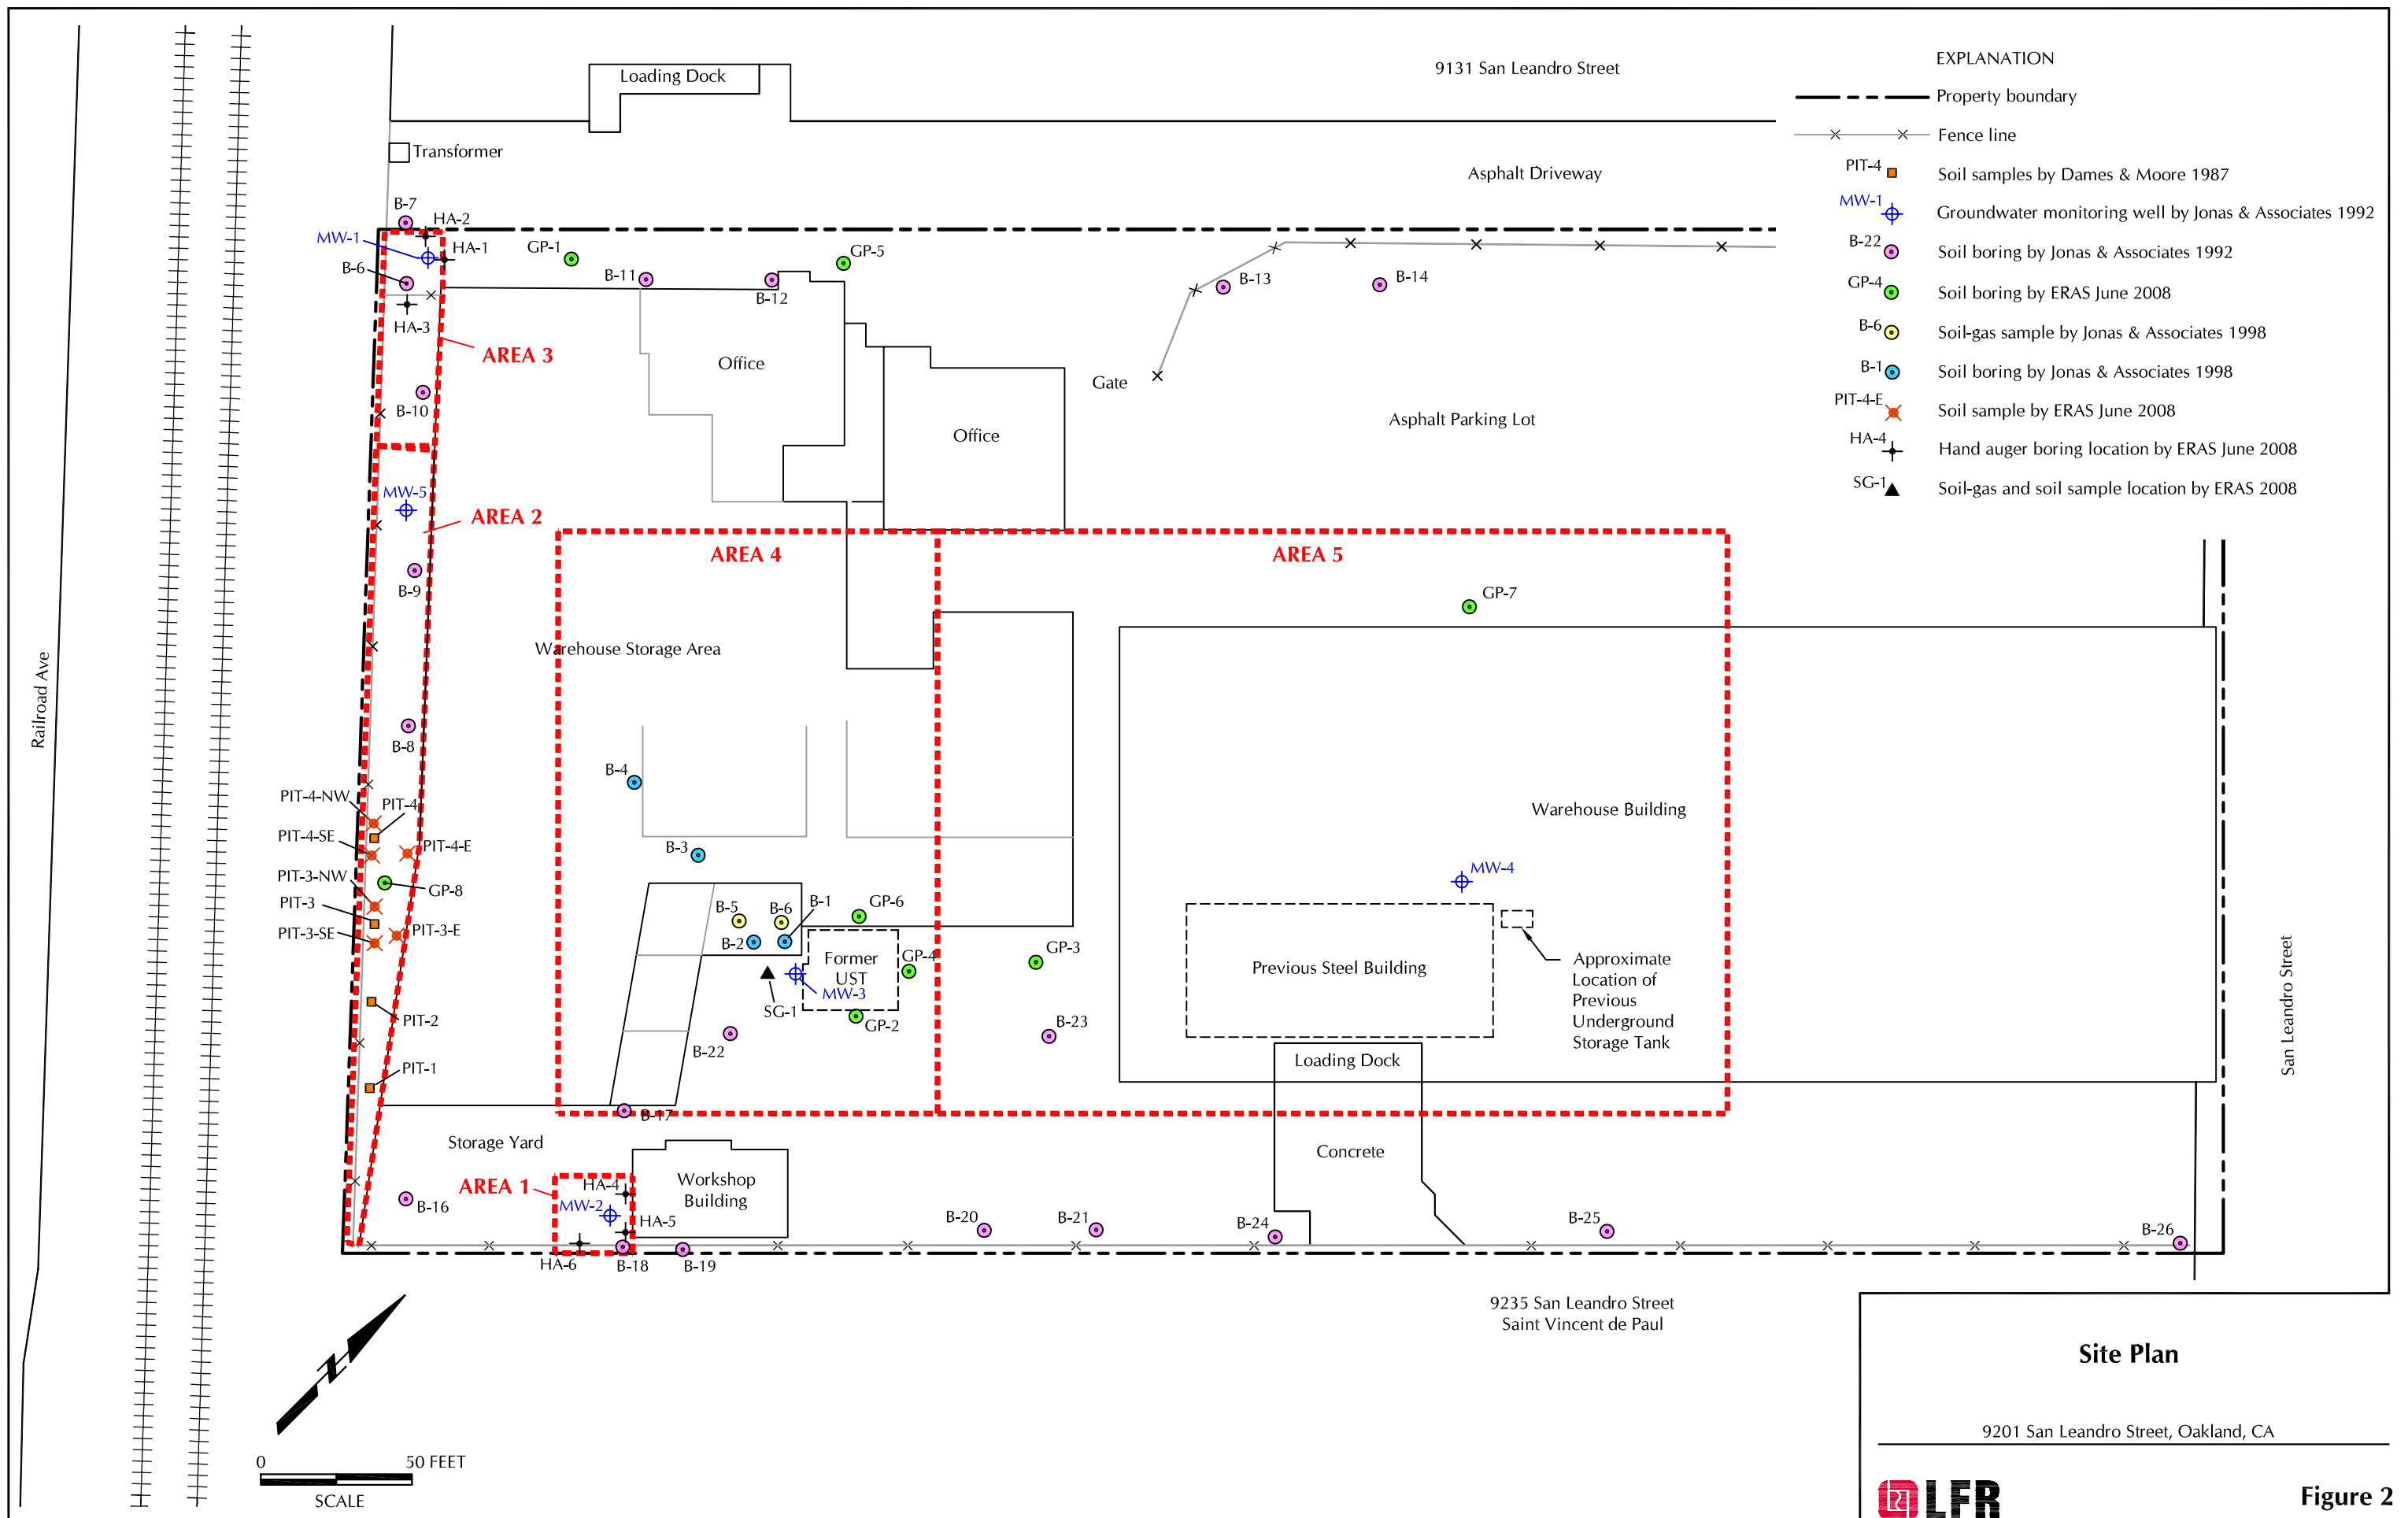 Loading Dock
9131 San Leandro Street
EXPLANATION
Property boundary
Fence line
PIT-4
Soil samples by Dames & Moore 1987
MW-1
Groundwater monitoring well by Jonas & Associates 1992
B-22
Soil boring by Jonas & Associates 1992
GP-4
Soil boring by ERAS June 2008
B-6
Soil-gas sample by Jonas & Associates 1998
B-1
Soil boring by Jonas & Associates 1998
PIT-4-E
Soil sample by ERAS June 2008
HA-4
Hand auger boring location by ERAS June 2008
SG-1
Soil-gas and soil sample location by ERAS 2008
Transformer
Asphalt Driveway
B-7
HA-2
MW-1
HA-1
GP-1
GP-5
B-6
B-11
B-12
B-13
B-14
HA-3
AREA 3
Office
Gate
B-10
Office
Asphalt Parking Lot
MW-5
AREA 2
AREA 4
AREA 5
B-9
GP-7
Warehouse Storage Area
Railroad Ave
B-8
B-4
PIT-4-NW
PIT-4
PIT-4-SE
PIT-4-E
Warehouse Building
B-3
PIT-3-NW
GP-8
MW-4
PIT-3
B-5
B-6
B-1
GP-6
PIT-3-SE
PIT-3-E
B-2
GP-3
Former
UST
GP-4
Previous Steel Building
Approximate
Location of
Previous
Underground
Storage Tank
MW-3
SG-1
PIT-2
GP-2
B-23
B-22
Loading Dock
San Leandro Street
PIT-1
B-17
Storage Yard
Concrete
AREA 1
HA-4
Workshop
Building
MW-2
B-16
HA-5
B-20
B-21
B-24
B-25
B-26
HA-6
B-18
B-19
9235 San Leandro Street
Saint Vincent de Paul
N
0
50 FEET
SCALE
Site Plan
9201 San Leandro Street, Oakland, CA
LFR
Figure 2